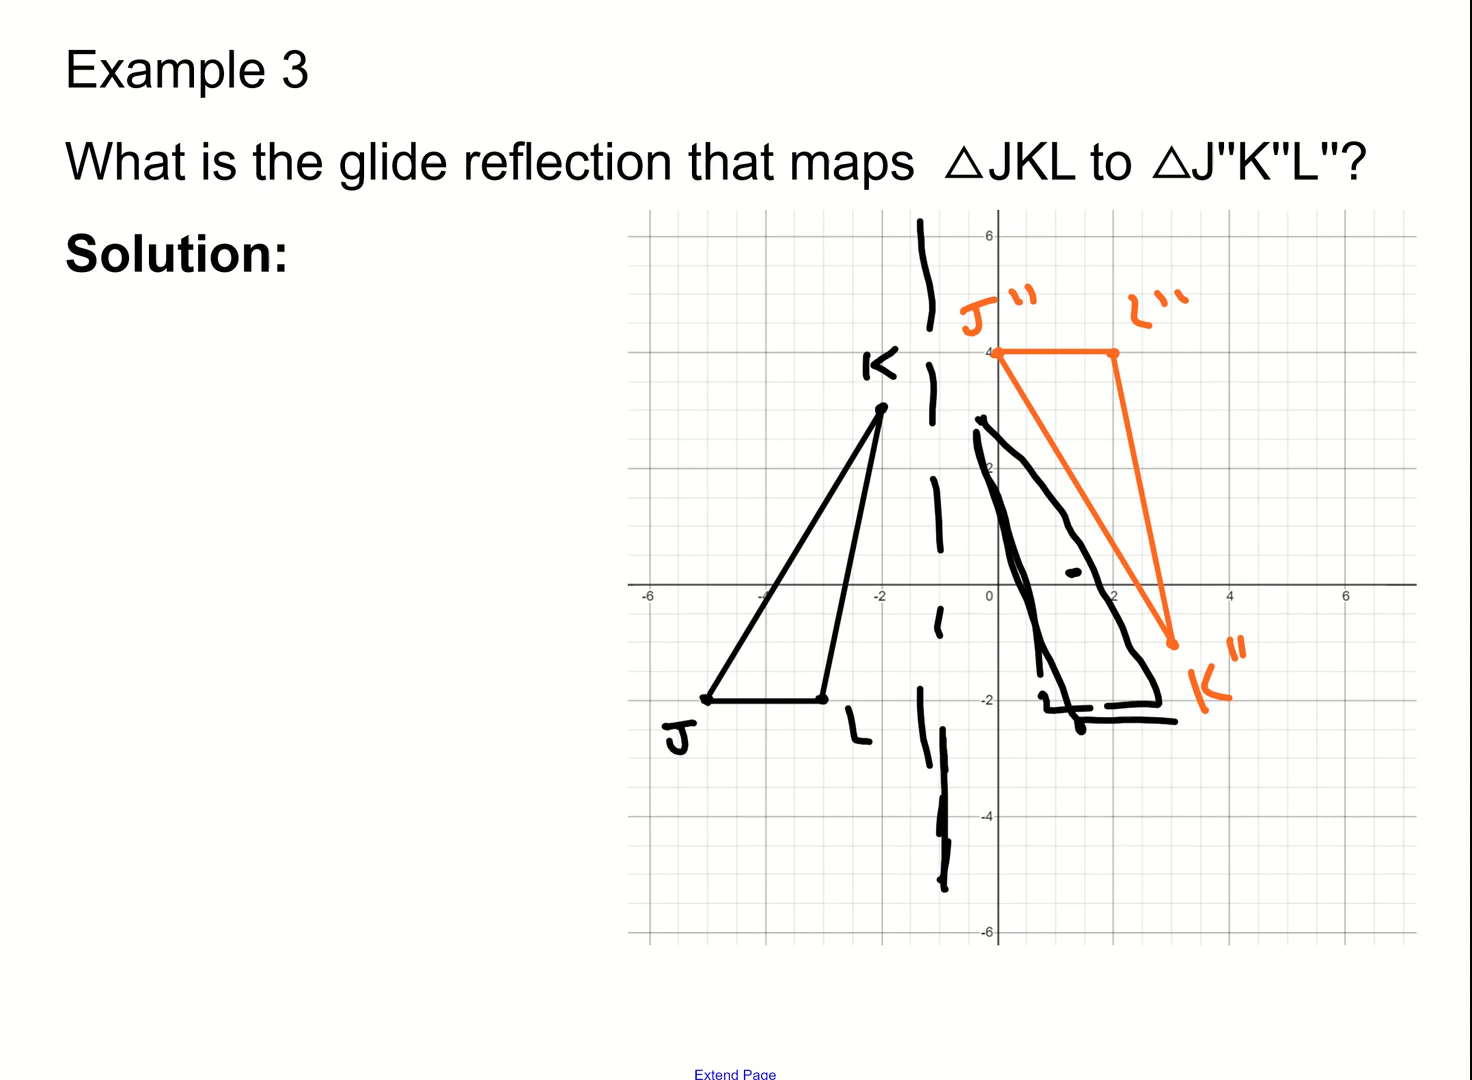 Example 3
What is the glide reflection that maps △JKL to △J"K"L"?
Solution:
6
J"
L"
4
K
2
-6
-4
-2
0
2
4
6
K"
-2
J
L
-4
-6
Extend Page